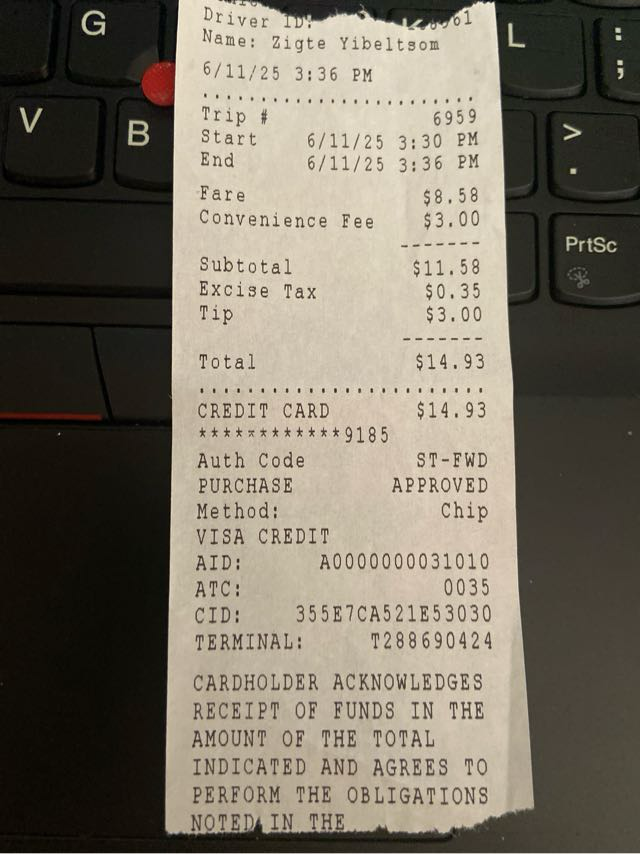 Driver ID:
Name: Zigte Yibeltsom
6/11/25 3:36 PM
Trip # 6959
Start 6/11/25 3:30 PM
End 6/11/25 3:36 PM
Fare $8.58
Convenience Fee $3.00
-------
Subtotal $11.58
Excise Tax $0.35
Tip $3.00
-------
Total $14.93
CREDIT CARD $14.93
************9185
Auth Code ST-FWD
PURCHASE APPROVED
Method: Chip
VISA CREDIT
AID: A0000000031010
ATC: 0035
CID: 355E7CA521E53030
TERMINAL: T288690424
CARDHOLDER ACKNOWLEDGES
RECEIPT OF FUNDS IN THE
AMOUNT OF THE TOTAL
INDICATED AND AGREES TO
PERFORM THE OBLIGATIONS
NOTED IN THE
G
V
B
L
:
;
>
.
PrtSc